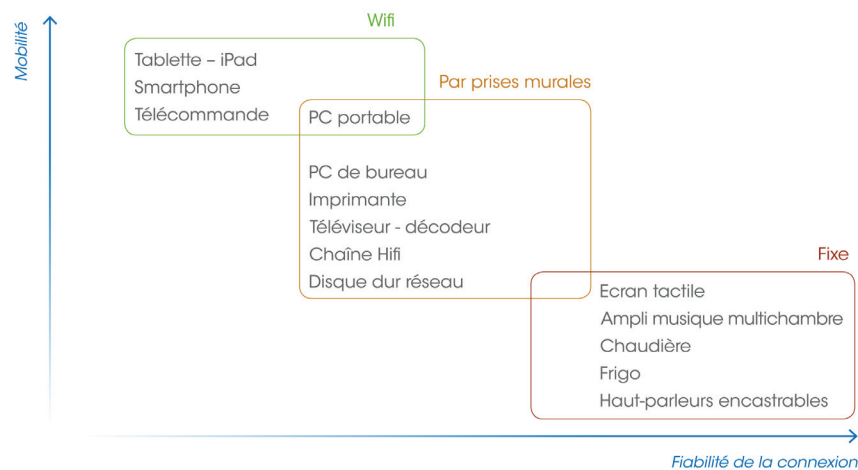 Mobilité
Wifi
Tablette – iPad
Smartphone
Télécommande
Par prises murales
PC portable
PC de bureau
Imprimante
Téléviseur - décodeur
Chaîne Hifi
Disque dur réseau
Fixe
Ecran tactile
Ampli musique multichambre
Chaudière
Frigo
Haut-parleurs encastrables
Fiabilité de la connexion